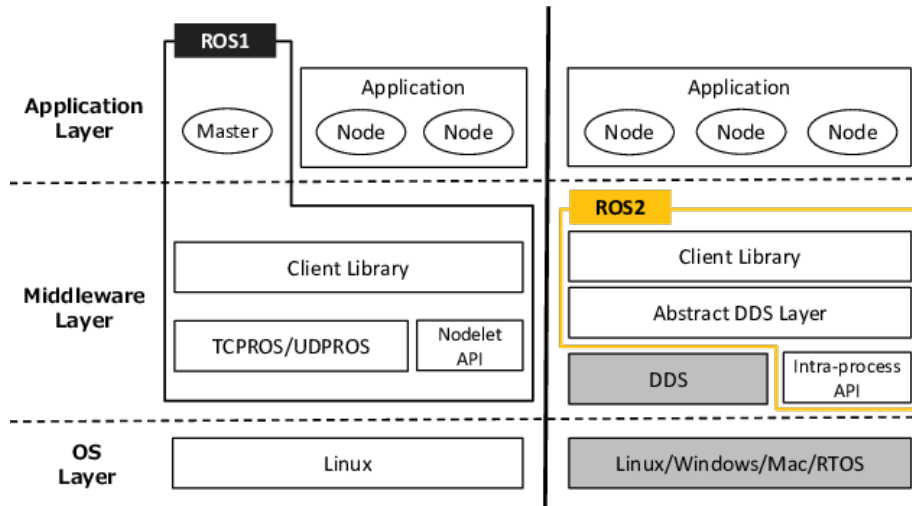 ROS1
Application
Layer
Master
Application
Node
Node
Application
Node
Node
Node
Middleware
Layer
Client Library
TCPROS/UDPROS
Nodelet
API
ROS2
Client Library
Abstract DDS Layer
DDS
Intra-process
API
OS
Layer
Linux
Linux/Windows/Mac/RTOS